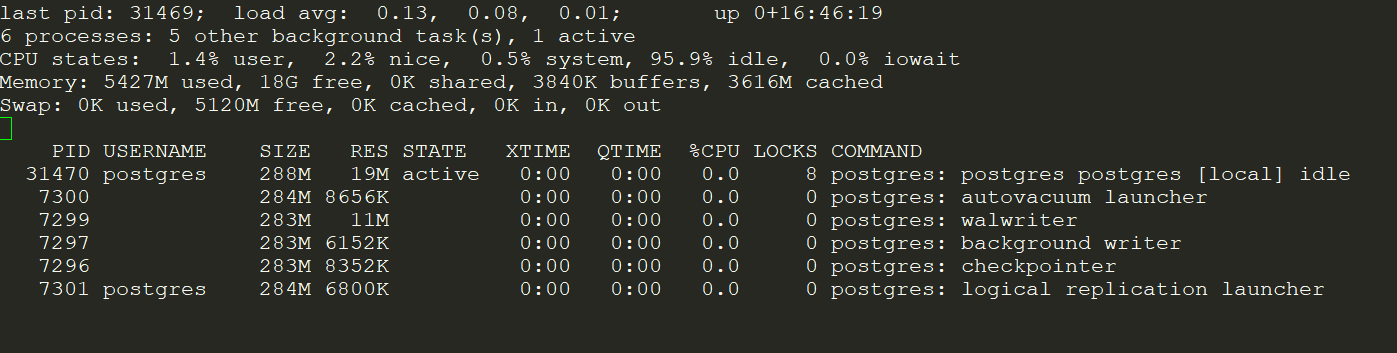 last pid: 31469;  load avg:  0.13,  0.08,  0.01;       up 0+16:46:19
6 processes: 5 other background task(s), 1 active
CPU states:  1.4% user,  2.2% nice,  0.5% system, 95.9% idle,  0.0% iowait
Memory: 5427M used, 18G free, 0K shared, 3840K buffers, 3616M cached
Swap: 0K used, 5120M free, 0K cached, 0K in, 0K out
    PID USERNAME    SIZE   RES STATE   XTIME  QTIME  %CPU LOCKS COMMAND
  31470 postgres    288M   19M active   0:00   0:00   0.0     8 postgres: postgres postgres [local] idle
   7300             284M 8656K          0:00   0:00   0.0     0 postgres: autovacuum launcher
   7299             283M   11M          0:00   0:00   0.0     0 postgres: walwriter
   7297             283M 6152K          0:00   0:00   0.0     0 postgres: background writer
   7296             283M 8352K          0:00   0:00   0.0     0 postgres: checkpointer
   7301 postgres    284M 6800K          0:00   0:00   0.0     0 postgres: logical replication launcher